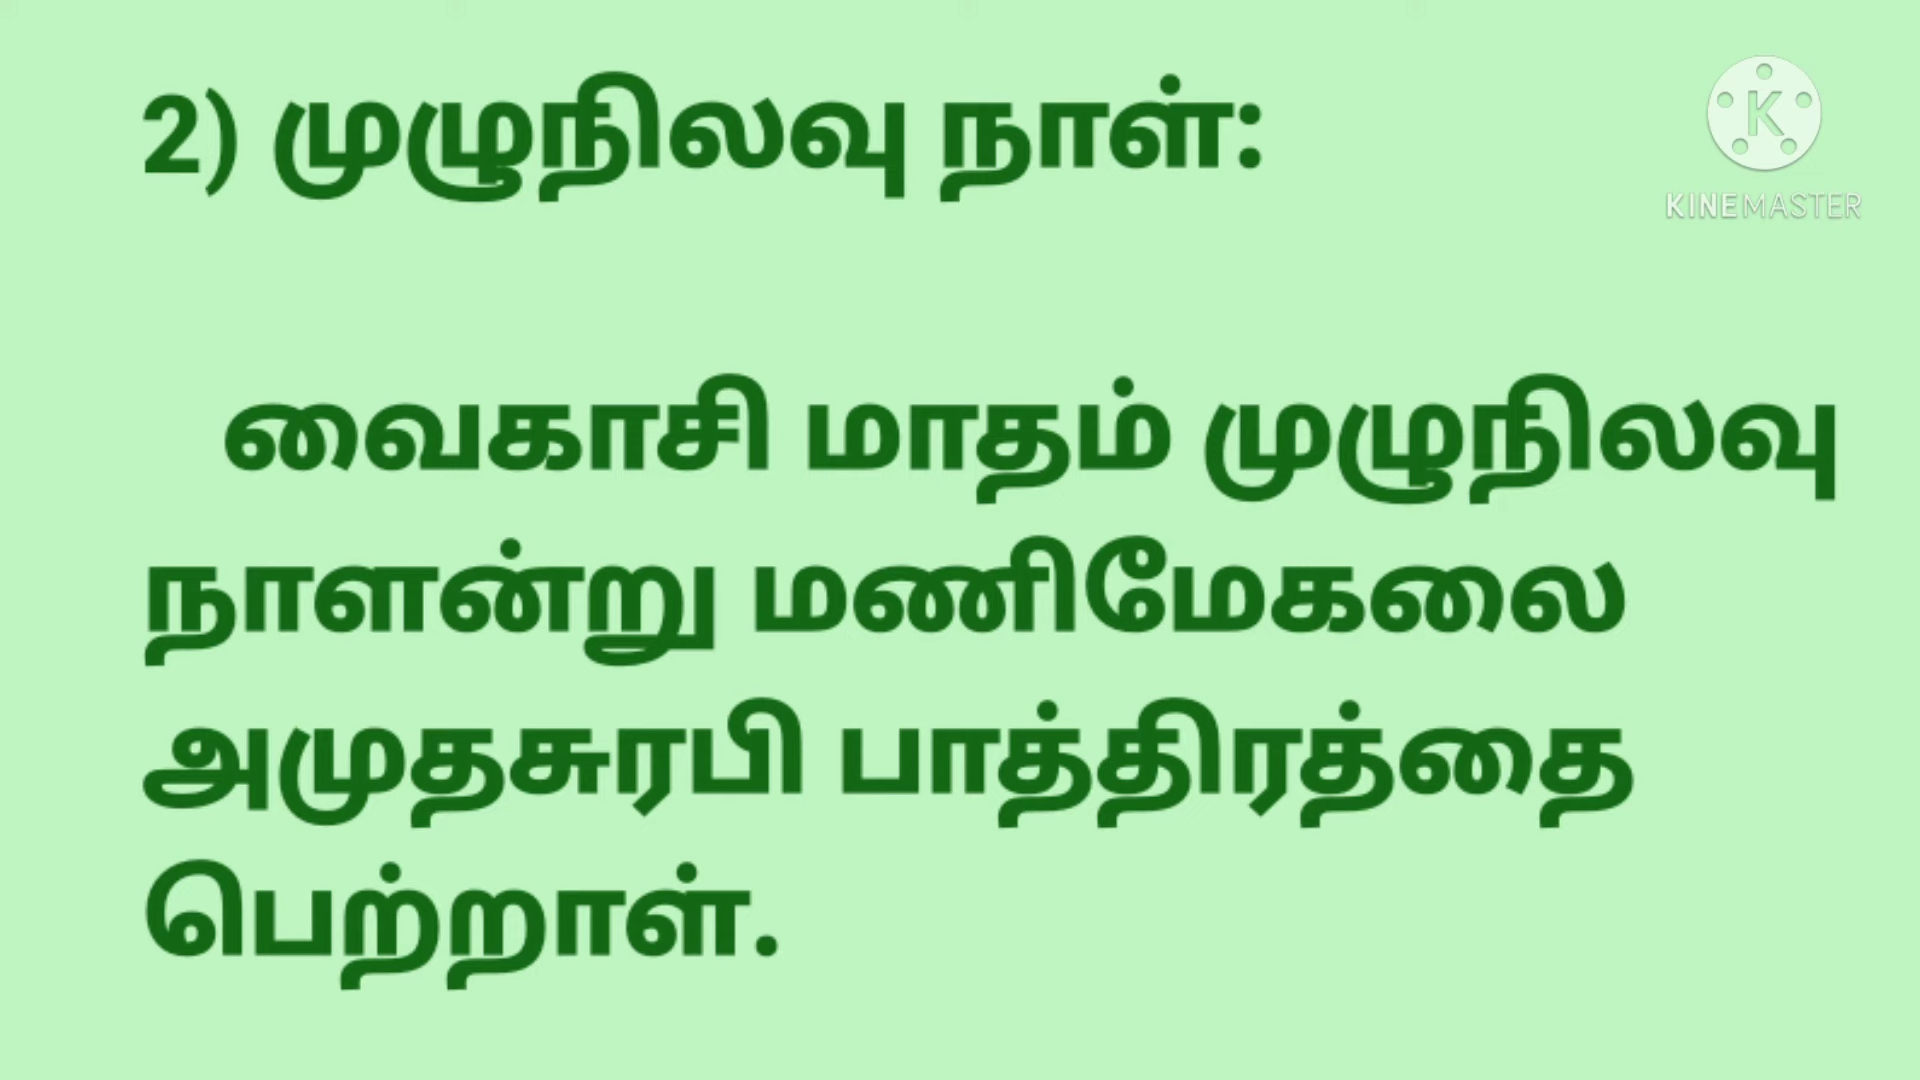 2) முழுநிலவு நாள்:
KINEMASTER
வைகாசி மாதம் முழுநிலவு
நாளன்று மணிமேகலை
அமுதசுரபி பாத்திரத்தை
பெற்றாள்.